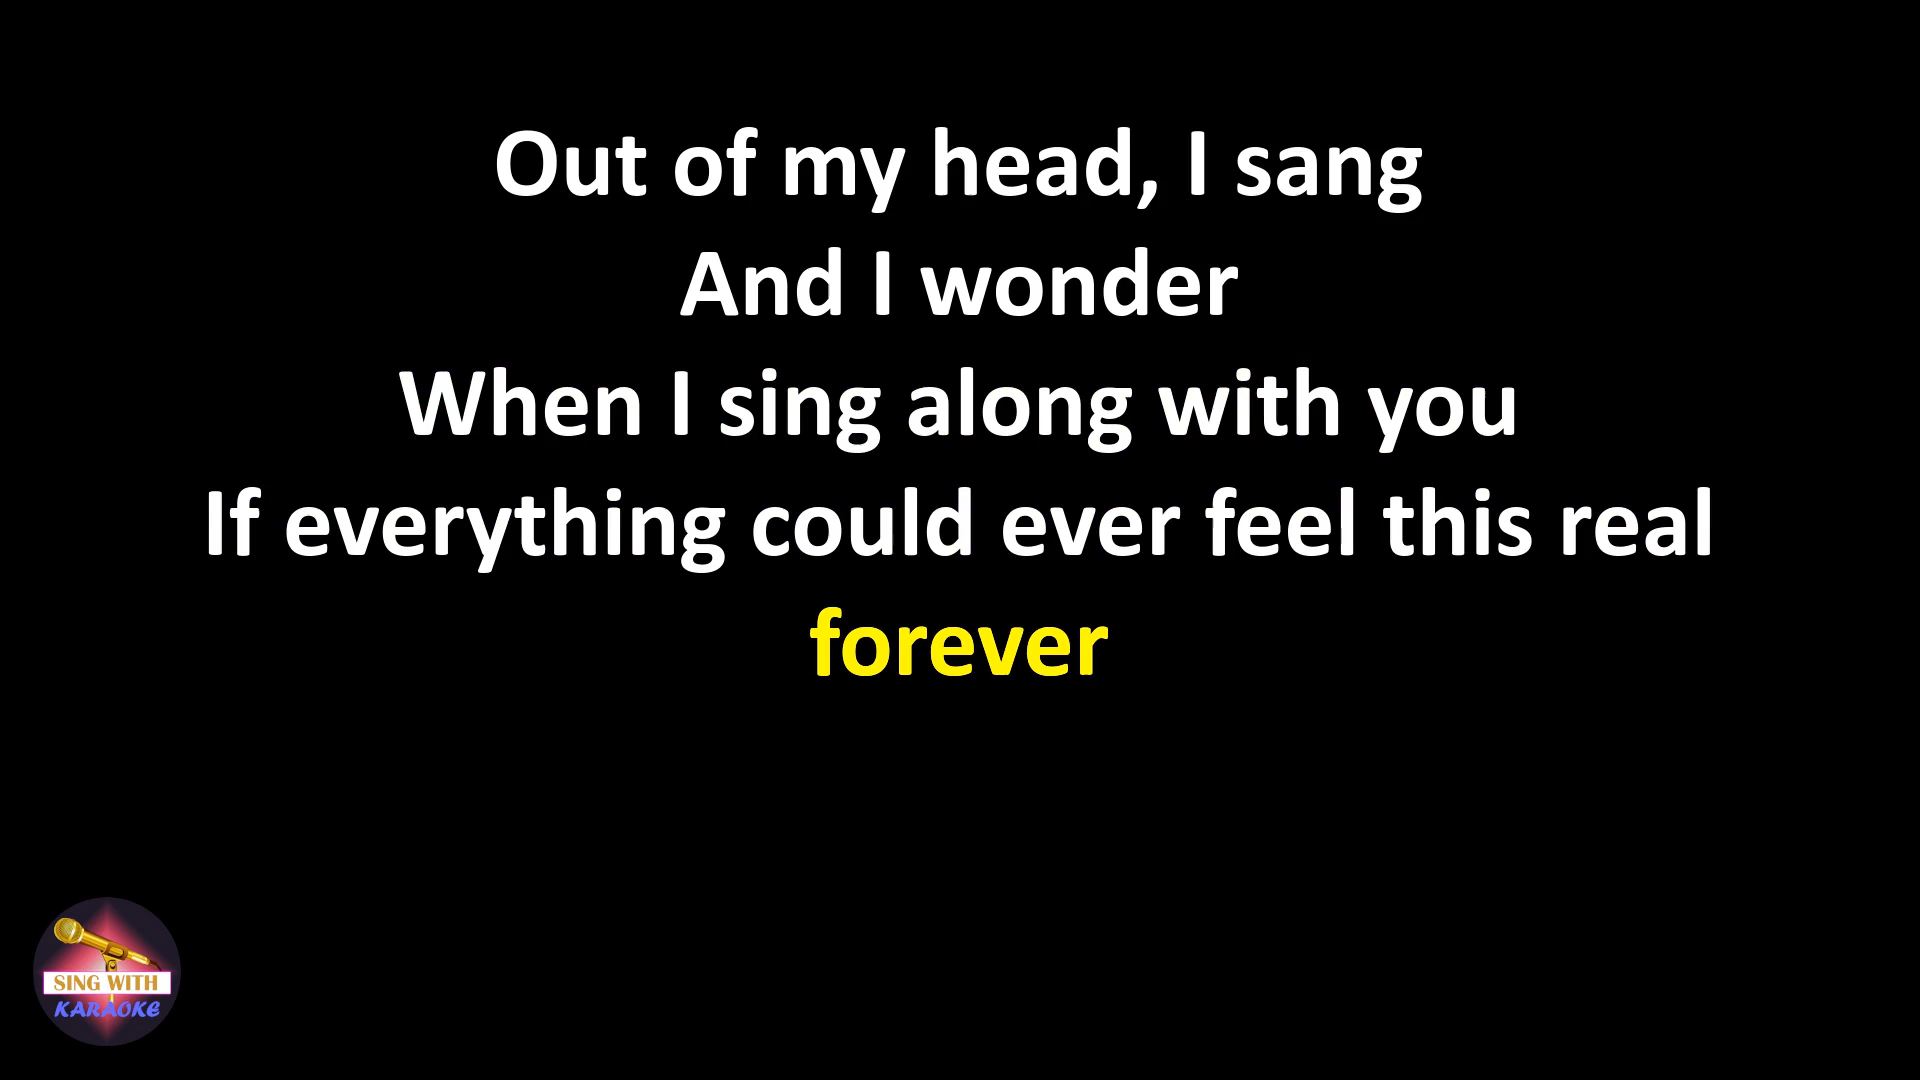 Out of my head, I sang
And I wonder
When I sing along with you
If everything could ever feel this real
forever
SING WITH
KARAOKE